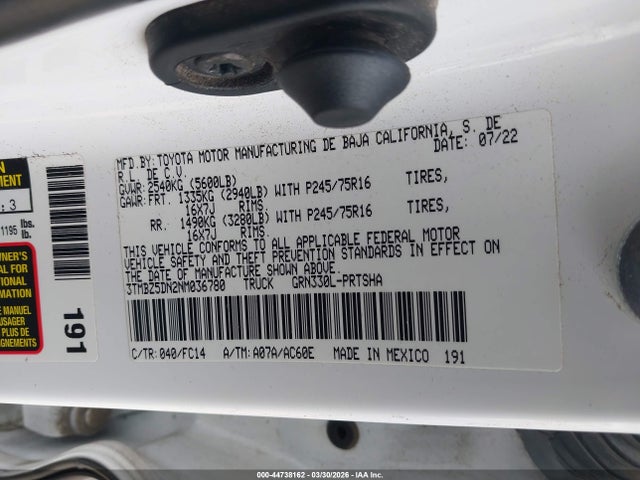 MFD.BY:TOYOTA MOTOR MANUFACTURING DE BAJA CALIFORNIA, S. DE
R.L. DE C.V. DATE: 07/22
GVWR:2540KG (5600LB)
GAWR:FRT. 1335KG (2940LB) WITH P245/75R16 TIRES,
16X7J RIMS,
RR. 1490KG (3280LB) WITH P245/75R16 TIRES,
16X7J RIMS.
THIS VEHICLE CONFORMS TO ALL APPLICABLE FEDERAL MOTOR
VEHICLE SAFETY AND THEFT PREVENTION STANDARDS IN EFFECT ON
THE DATE OF MANUFACTURE SHOWN ABOVE.
3TMBZ5DN2NM036780 TRUCK GRN330L-PRTSHA
C/TR:040/FC14 A/TM:A07A/AC60E MADE IN MEXICO 191
: 3
1195 lbs.
lb.
191
000-44738162 - 03/30/2026 - IAA Inc.